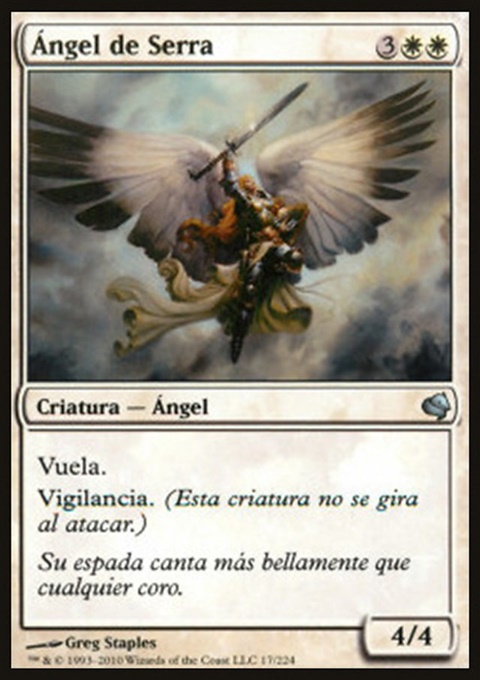 Ángel de Serra 3
Criatura — Ángel
Vuela.
Vigilancia. (Esta criatura no se gira
al atacar.)
Su espada canta más bellamente que
cualquier coro.
4/4
Greg Staples
™ & © 1993–2010 Wizards of the Coast LLC 17/224